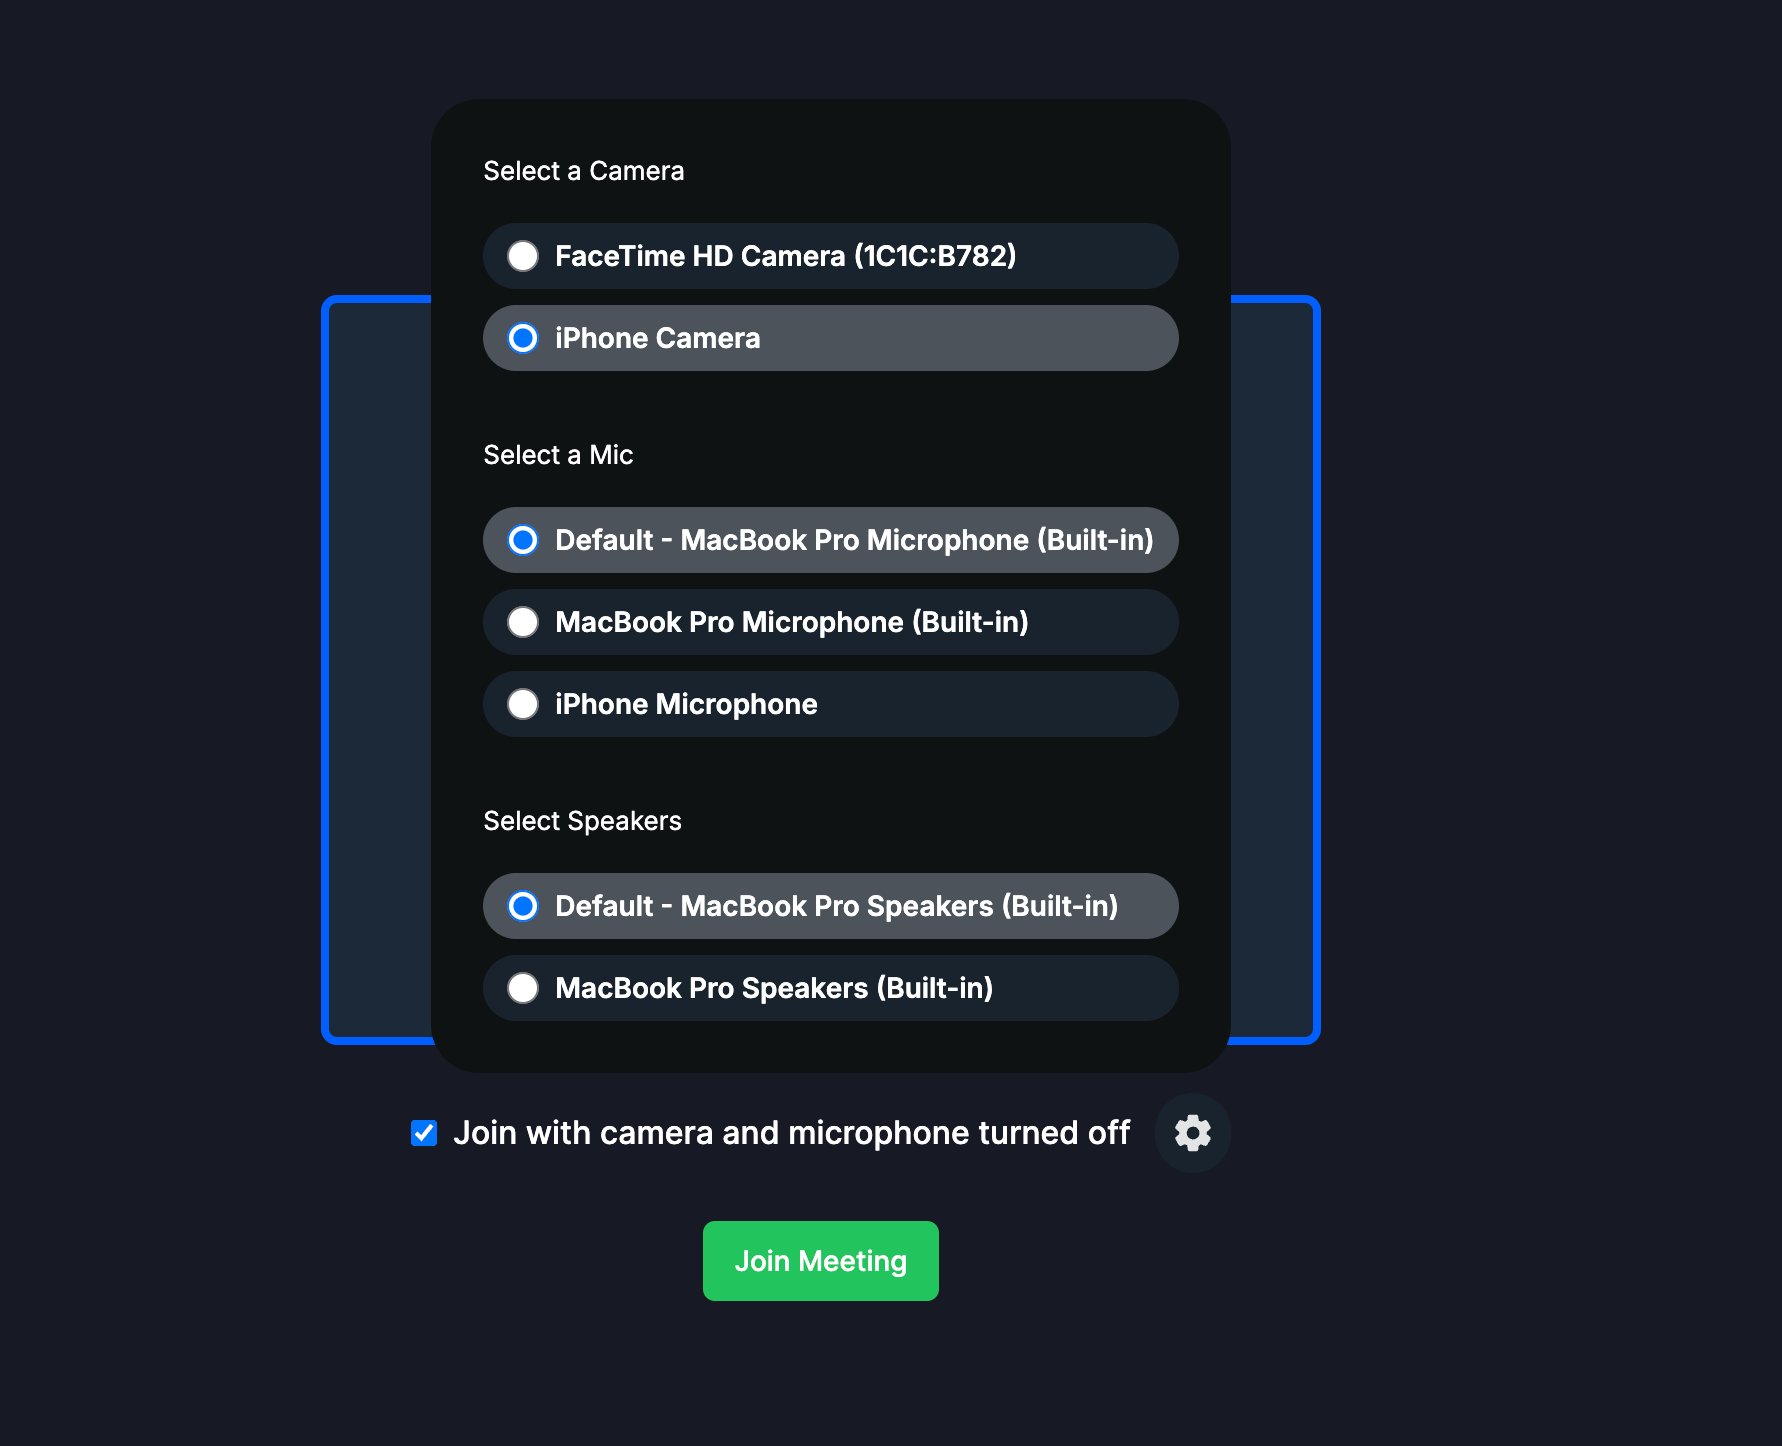 Select a Camera
FaceTime HD Camera (1C1C:B782)
iPhone Camera
Select a Mic
Default - MacBook Pro Microphone (Built-in)
MacBook Pro Microphone (Built-in)
iPhone Microphone
Select Speakers
Default - MacBook Pro Speakers (Built-in)
MacBook Pro Speakers (Built-in)
Join with camera and microphone turned off
Join Meeting